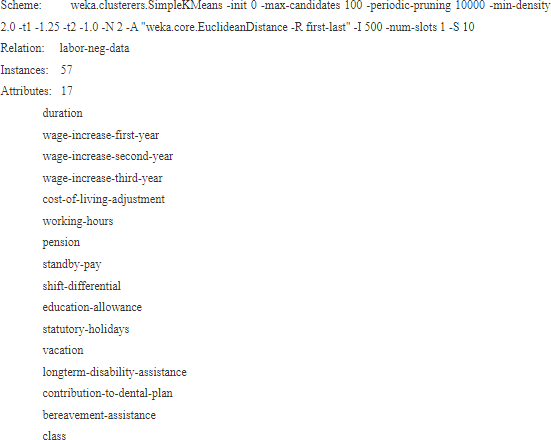 Scheme: weka.clusterers.SimpleKMeans -init 0 -max-candidates 100 -periodic-pruning 10000 -min-density
2.0 -t1 -1.25 -t2 -1.0 -N 2 -A "weka.core.EuclideanDistance -R first-last" -I 500 -num-slots 1 -S 10
Relation: labor-neg-data
Instances: 57
Attributes: 17
duration
wage-increase-first-year
wage-increase-second-year
wage-increase-third-year
cost-of-living-adjustment
working-hours
pension
standby-pay
shift-differential
education-allowance
statutory-holidays
vacation
longterm-disability-assistance
contribution-to-dental-plan
bereavement-assistance
class